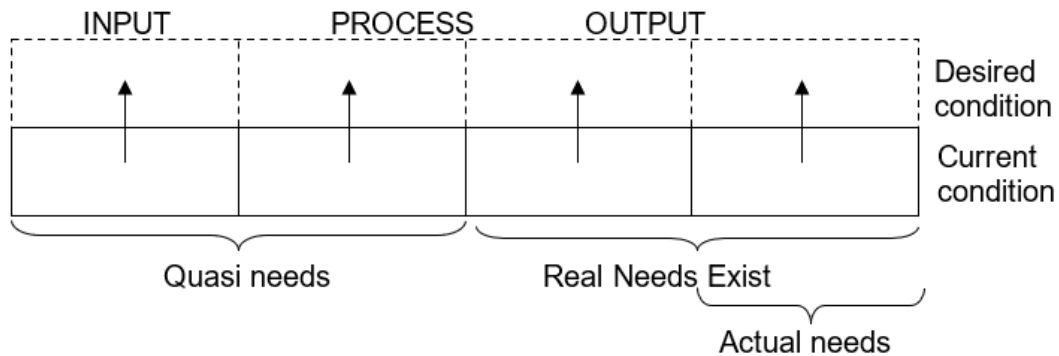 INPUT PROCESS OUTPUT
Desired
condition
Current
condition
Quasi needs Real Needs Exist
Actual needs